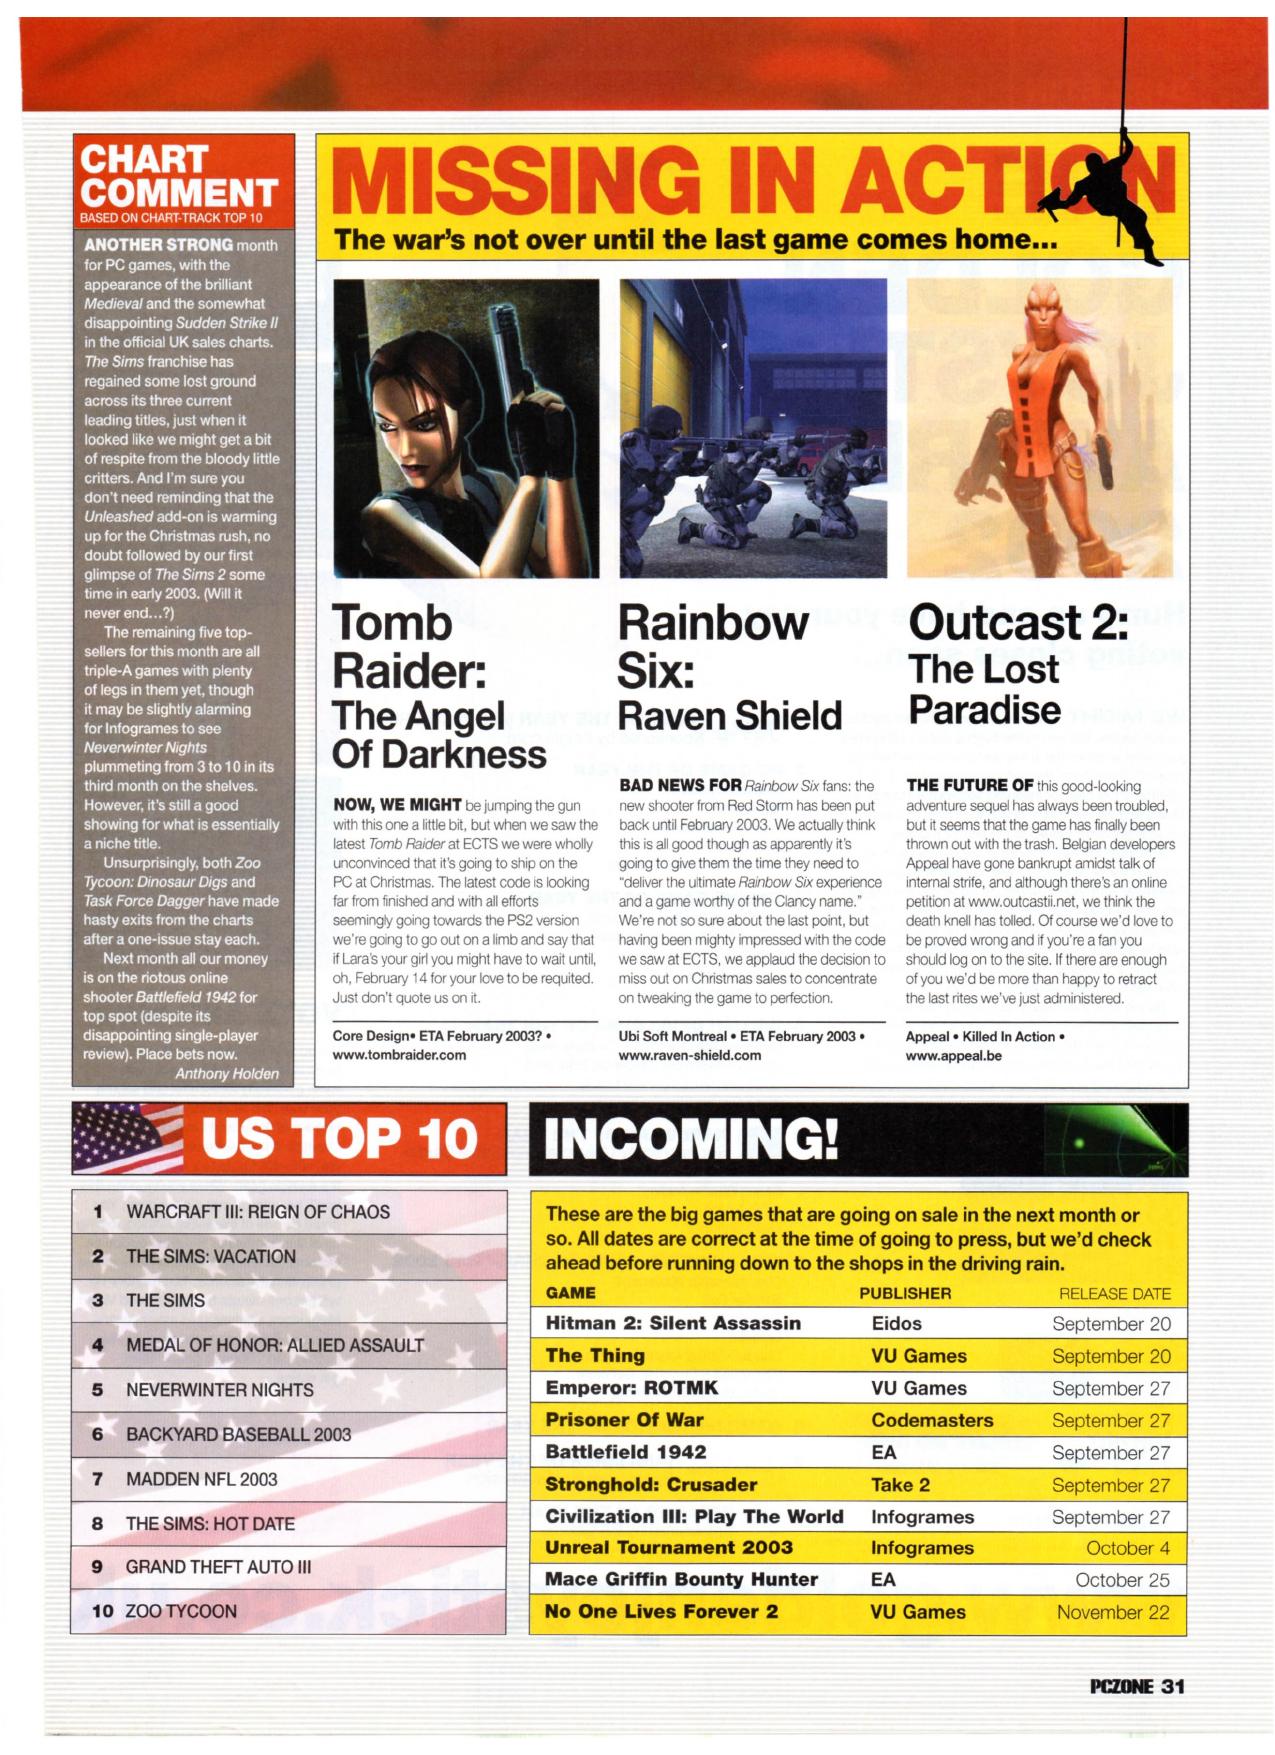 CHART
COMMENT
BASED ON CHART-TRACK TOP 10
ANOTHER STRONG month
for PC games, with the
appearance of the brilliant
Medieval and the somewhat
disappointing Sudden Strike II
in the official UK sales charts.
The Sims franchise has
regained some lost ground
across its three current
leading titles, just when it
looked like we might get a bit
of respite from the bloody little
critters. And I'm sure you
don't need reminding that the
Unleashed add-on is warming
up for the Christmas rush, no
doubt followed by our first
glimpse of The Sims 2 some
time in early 2003. (Will it
never end...?)
The remaining five top-
sellers for this month are all
triple-A games with plenty
of legs in them yet, though
it may be slightly alarming
for Infogrames to see
Neverwinter Nights
plummeting from 3 to 10 in its
third month on the shelves.
However, it's still a good
showing for what is essentially
a niche title.
Unsurprisingly, both Zoo
Tycoon: Dinosaur Digs and
Task Force Dagger have made
hasty exits from the charts
after a one-issue stay each.
Next month all our money
is on the riotous online
shooter Battlefield 1942 for
top spot (despite its
disappointing single-player
review). Place bets now.
Anthony Holden
MISSING IN ACTION
The war's not over until the last game comes home...
Tomb
Raider:
The Angel
Of Darkness
NOW, WE MIGHT be jumping the gun
with this one a little bit, but when we saw the
latest Tomb Raider at ECTS we were wholly
unconvinced that it's going to ship on the
PC at Christmas. The latest code is looking
far from finished and with all efforts
seemingly going towards the PS2 version
we're going to go out on a limb and say that
if Lara's your girl you might have to wait until,
oh, February 14 for your love to be requited.
Just don't quote us on it.
Core Design• ETA February 2003? •
www.tombraider.com
Rainbow
Six:
Raven Shield
BAD NEWS FOR Rainbow Six fans: the
new shooter from Red Storm has been put
back until February 2003. We actually think
this is all good though as apparently it's
going to give them the time they need to
"deliver the ultimate Rainbow Six experience
and a game worthy of the Clancy name."
We're not so sure about the last point, but
having been mighty impressed with the code
we saw at ECTS, we applaud the decision to
miss out on Christmas sales to concentrate
on tweaking the game to perfection.
Ubi Soft Montreal • ETA February 2003 •
www.raven-shield.com
Outcast 2:
The Lost
Paradise
THE FUTURE OF this good-looking
adventure sequel has always been troubled,
but it seems that the game has finally been
thrown out with the trash. Belgian developers
Appeal have gone bankrupt amidst talk of
internal strife, and although there's an online
petition at www.outcastii.net, we think the
death knell has tolled. Of course we'd love to
be proved wrong and if you're a fan you
should log on to the site. If there are enough
of you we'd be more than happy to retract
the last rites we've just administered.
Appeal • Killed In Action •
www.appeal.be
US TOP 10
1 WARCRAFT III: REIGN OF CHAOS
2 THE SIMS: VACATION
3 THE SIMS
4 MEDAL OF HONOR: ALLIED ASSAULT
5 NEVERWINTER NIGHTS
6 BACKYARD BASEBALL 2003
7 MADDEN NFL 2003
8 THE SIMS: HOT DATE
9 GRAND THEFT AUTO III
10 ZOO TYCOON
INCOMING!
These are the big games that are going on sale in the next month or
so. All dates are correct at the time of going to press, but we'd check
ahead before running down to the shops in the driving rain.
GAME PUBLISHER RELEASE DATE
Hitman 2: Silent Assassin Eidos September 20
The Thing VU Games September 20
Emperor: ROTMK VU Games September 27
Prisoner Of War Codemasters September 27
Battlefield 1942 EA September 27
Stronghold: Crusader Take 2 September 27
Civilization III: Play The World Infogrames September 27
Unreal Tournament 2003 Infogrames October 4
Mace Griffin Bounty Hunter EA October 25
No One Lives Forever 2 VU Games November 22
PCZONE 31